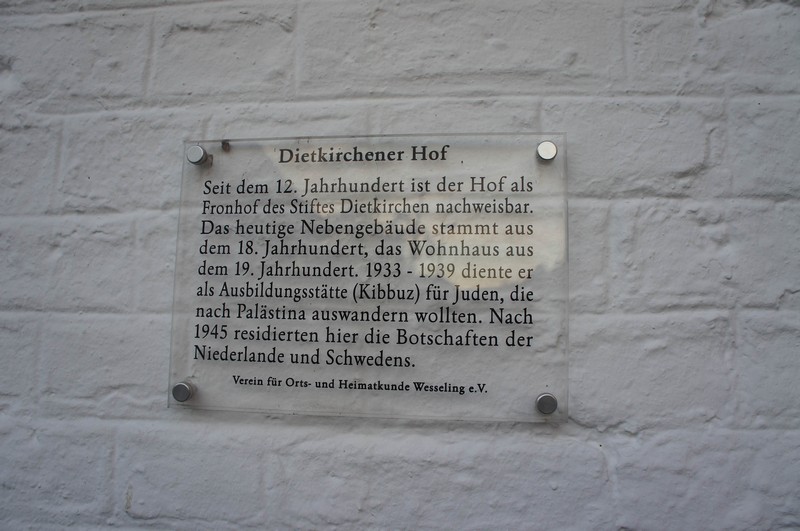 Dietkirchener Hof
Seit dem 12. Jahrhundert ist der Hof als
Fronhof des Stiftes Dietkirchen nachweisbar.
Das heutige Nebengebäude stammt aus
dem 18. Jahrhundert, das Wohnhaus aus
dem 19. Jahrhundert. 1933 - 1939 diente er
als Ausbildungsstätte (Kibbuz) für Juden, die
nach Palästina auswandern wollten. Nach
1945 residierten hier die Botschaften der
Niederlande und Schwedens.
Verein für Orts- und Heimatkunde Wesseling e.V.